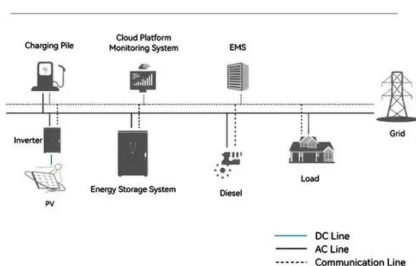 Charging Pile
Cloud Platform
Monitoring System
EMS
Grid
Inverter
PV
Energy Storage System
Diesel
Load
DC Line
AC Line
Communication Line